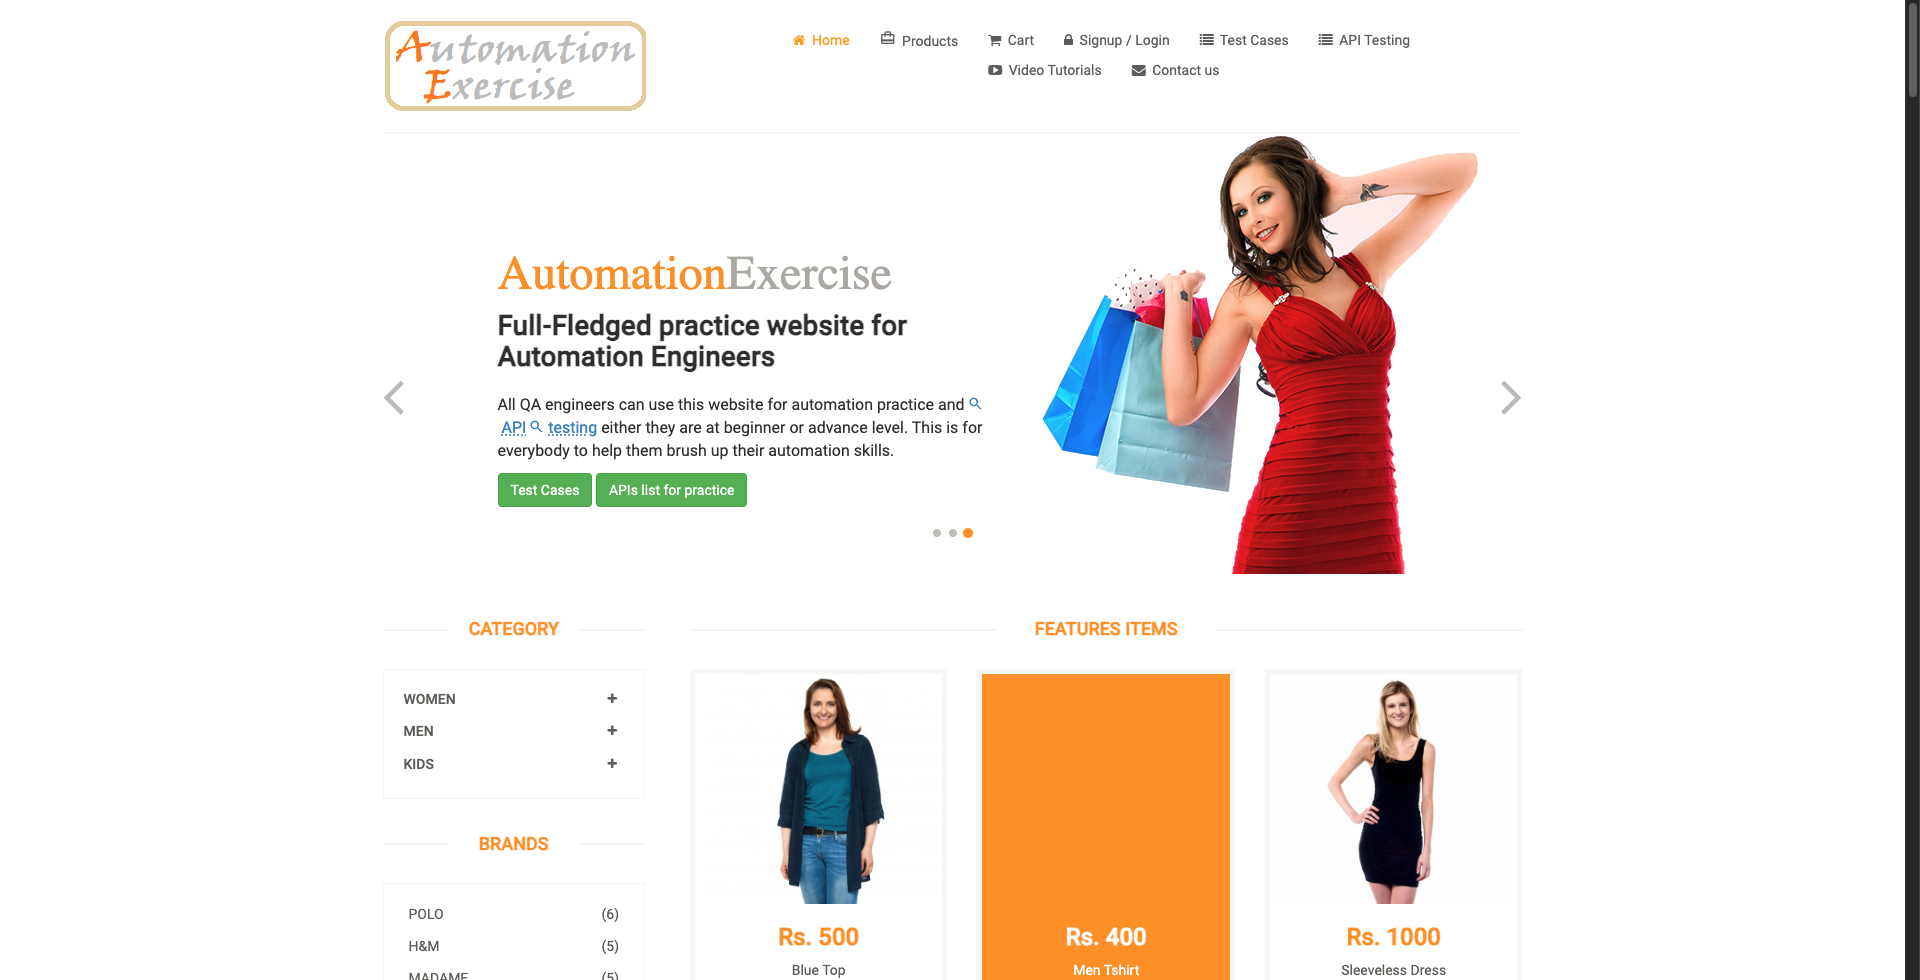 Automation
Exercise
Home
Products
Cart
Signup / Login
Test Cases
API Testing
Video Tutorials
Contact us
AutomationExercise
Full-Fledged practice website for
Automation Engineers
All QA engineers can use this website for automation practice and
API testing either they are at beginner or advance level. This is for
everybody to help them brush up their automation skills.
Test Cases
APIs list for practice
CATEGORY
WOMEN
MEN
KIDS
BRANDS
POLO (6)
H&M (5)
MADAME (5)
FEATURES ITEMS
Rs. 500
Blue Top
Rs. 400
Men Tshirt
Rs. 1000
Sleeveless Dress